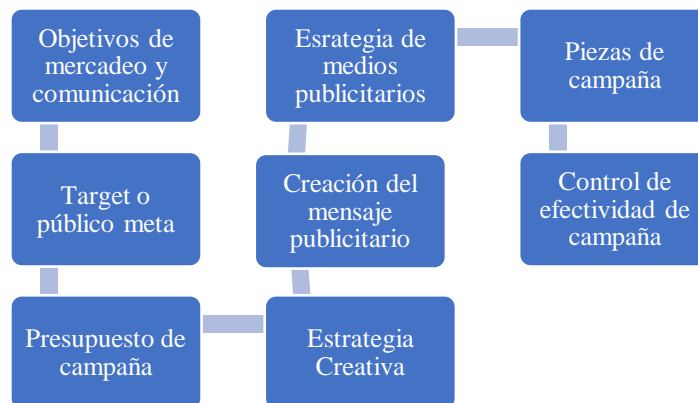 Objetivos de
mercadeo y
comunicación
Target o
público meta
Presupuesto de
campaña
Estrategia
Creativa
Creación del
mensaje
publicitario
Esrategia de
medios
publicitarios
Piezas de
campaña
Control de
efectividad de
campaña